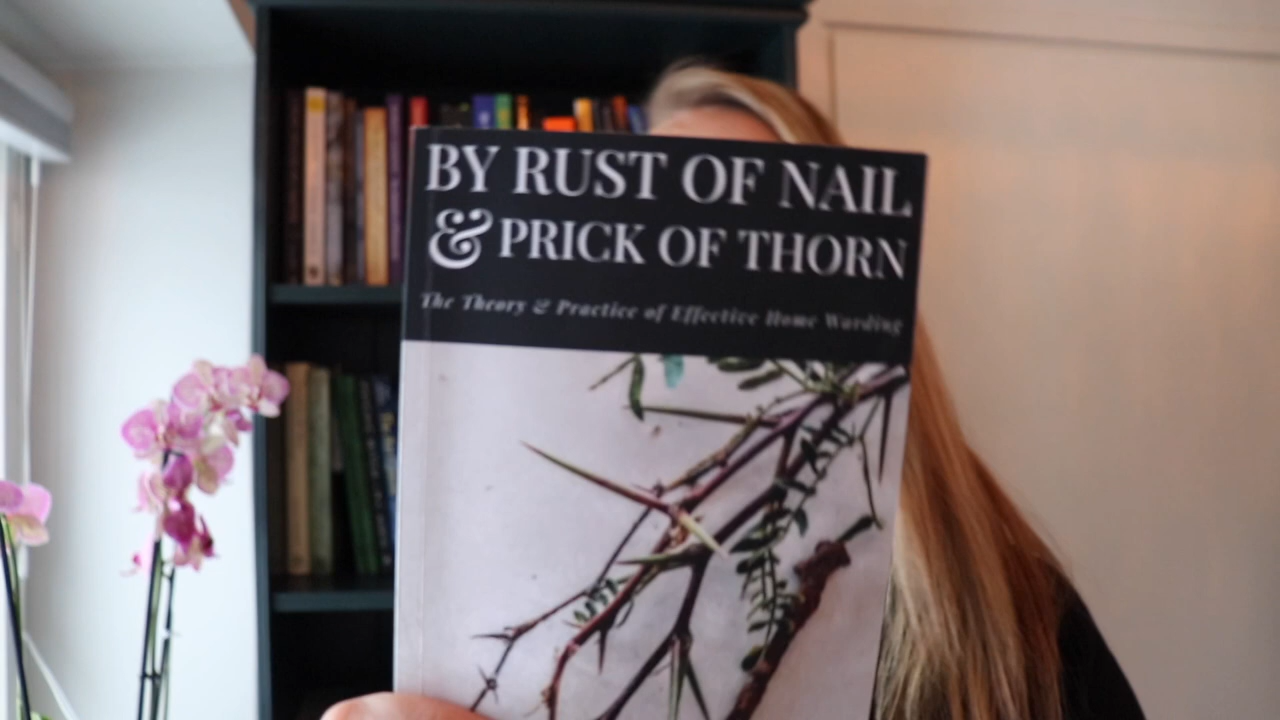 BY RUST OF NAIL
& PRICK OF THORN
The Theory & Practice of Effective Home Warding